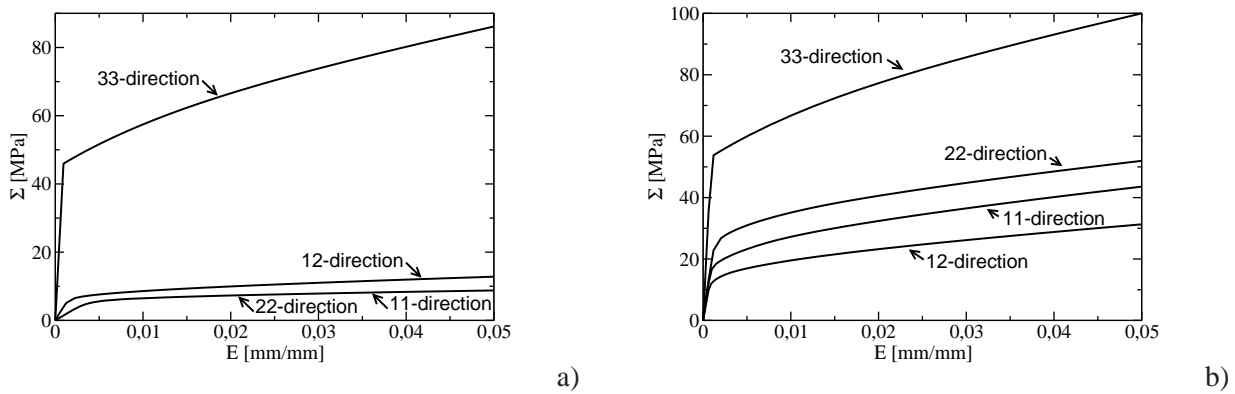 80
60
40
20
0
Σ [MPa]
33-direction
12-direction
22-direction
11-direction
0 0,01 0,02 0,03 0,04 0,05
E [mm/mm]
a)
100
80
60
40
20
0
Σ [MPa]
33-direction
22-direction
11-direction
12-direction
0 0,01 0,02 0,03 0,04 0,05
E [mm/mm]
b)